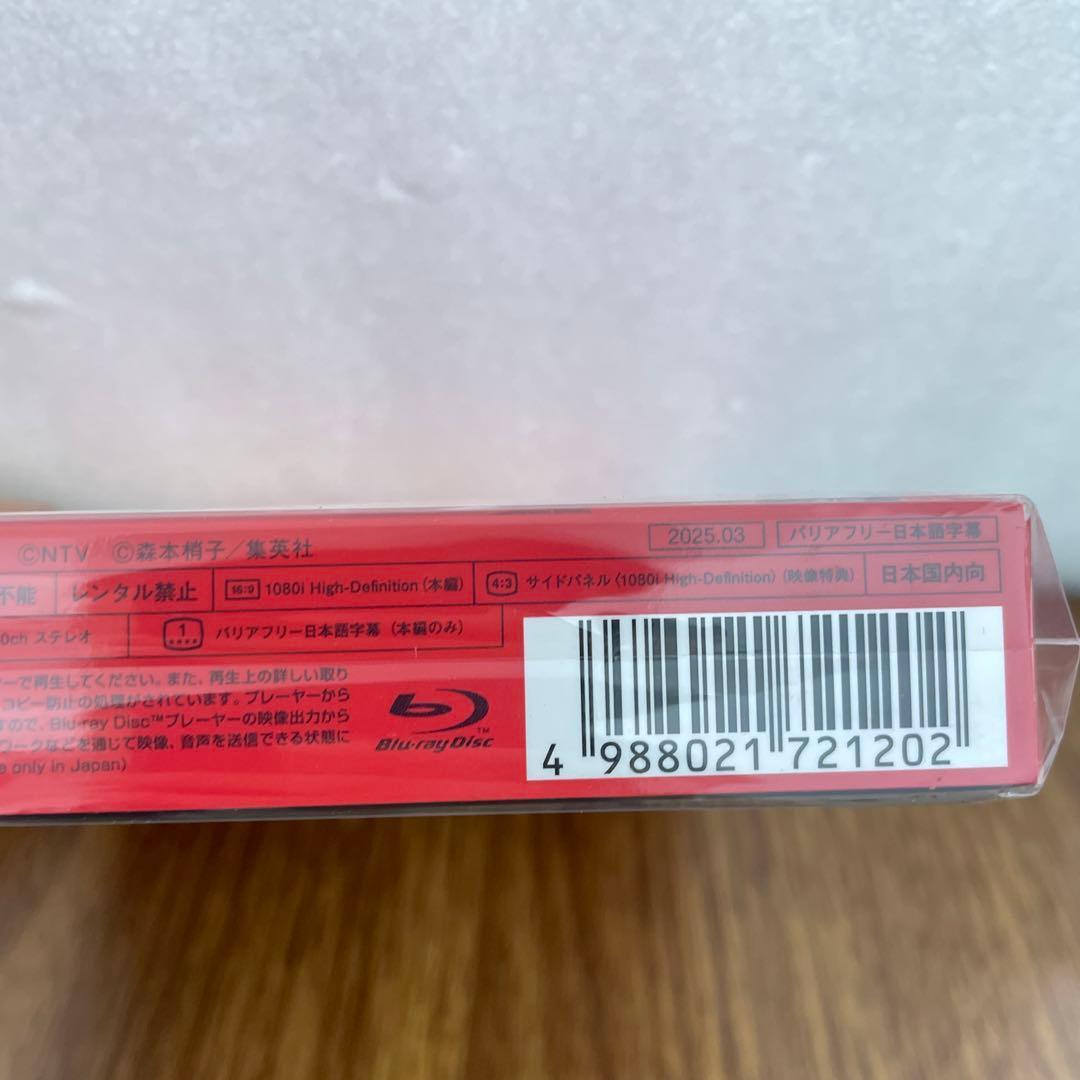 ©NTV ©森本梢子／集英社
2025.03
バリアフリー日本語字幕
不能
レンタル禁止
16:9 1080i High-Definition (本編)
4:3 サイドパネル (1080i High-Definition) (映像特典)
日本国内向
0ch ステレオ
1 バリアフリー日本語字幕 (本編のみ)
ーで再生してください。また、再生上の詳しい取り
コピー防止の処理がされています。プレーヤーから
すので、Blu-ray Disc™プレーヤーの映像出力から
ワークなどを通じて映像、音声を送信できる状態に
e only in Japan)
Blu-ray Disc™
4 988021 721202